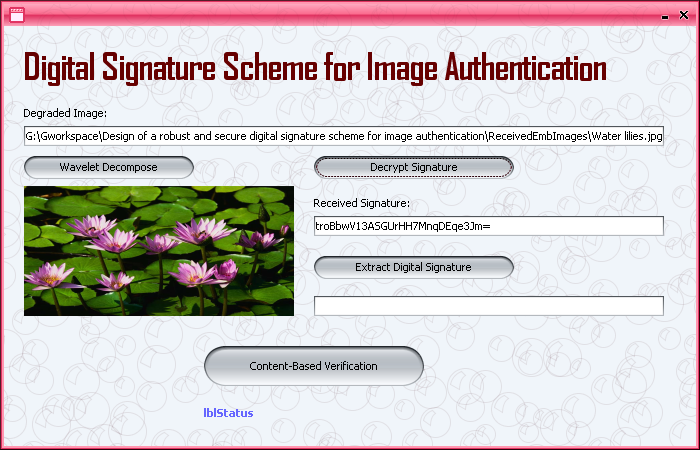 Digital Signature Scheme for Image Authentication
Degraded Image:
G:\Gworkspace\Design of a robust and secure digital signature scheme for image authentication\ReceivedEmbImages\Water lilies.jpg
Wavelet Decompose
Decrypt Signature
Received Signature:
troBbwV13ASGUrHH7MnqDEqe3Jm=
Extract Digital Signature
Content-Based Verification
lblStatus